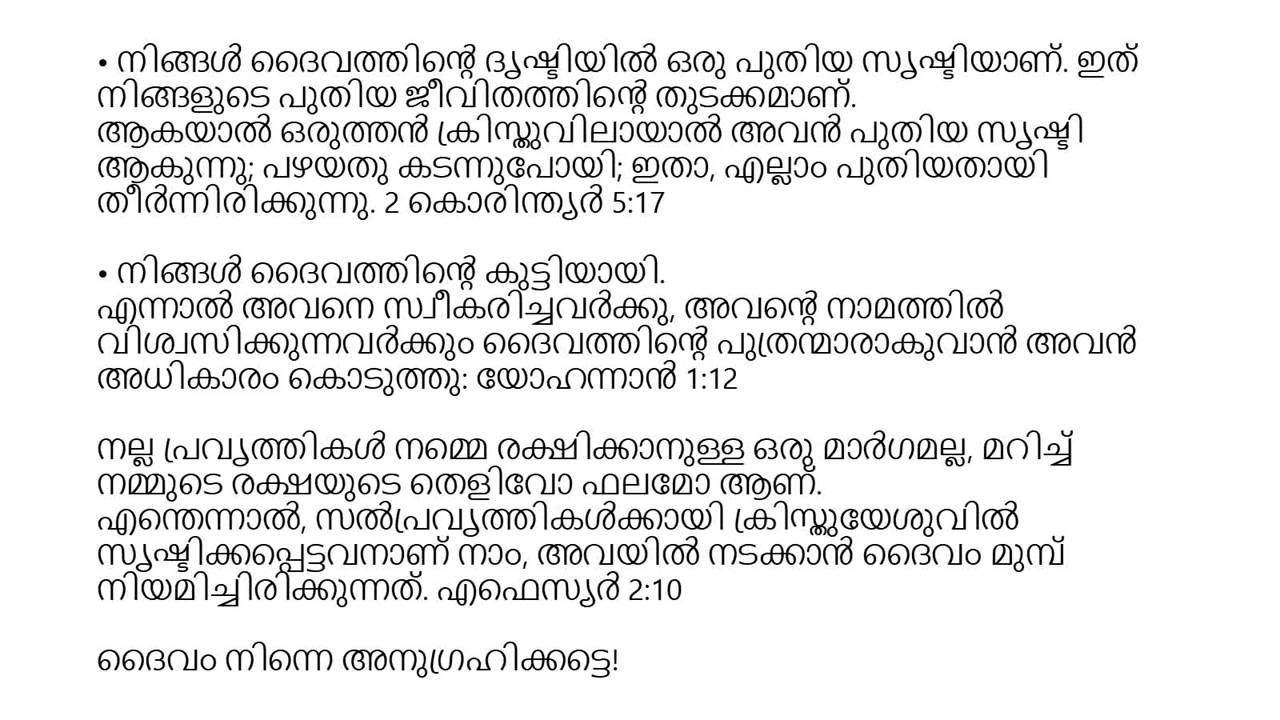 • നിങ്ങൾ ദൈവത്തിന്റെ ദൃഷ്ടിയിൽ ഒരു പുതിയ സൃഷ്ടിയാണ്. ഇത്
നിങ്ങളുടെ പുതിയ ജീവിതത്തിന്റെ തുടക്കമാണ്.
ആകയാൽ ഒരുത്തൻ ക്രിസ്തുവിലായാൽ അവൻ പുതിയ സൃഷ്ടി
ആകുന്നു; പഴയതു കടന്നുപോയി; ഇതാ, എല്ലാം പുതിയതായി
തീർന്നിരിക്കുന്നു. 2 കൊരിന്ത്യർ 5:17
• നിങ്ങൾ ദൈവത്തിന്റെ കുട്ടിയായി.
എന്നാൽ അവനെ സ്വീകരിച്ചവർക്കു, അവന്റെ നാമത്തിൽ
വിശ്വസിക്കുന്നവർക്കും ദൈവത്തിന്റെ പുത്രന്മാരാകുവാൻ അവൻ
അധികാരം കൊടുത്തു: യോഹന്നാൻ 1:12
നല്ല പ്രവൃത്തികൾ നമ്മെ രക്ഷിക്കാനുള്ള ഒരു മാർഗമല്ല, മറിച്ച്
നമ്മുടെ രക്ഷയുടെ തെളിവോ ഫലമോ ആണ്.
എന്തെന്നാൽ, സൽപ്രവൃത്തികൾക്കായി ക്രിസ്തുയേശുവിൽ
സൃഷ്ടിക്കപ്പെട്ടവനാണ് നാം, അവയിൽ നടക്കാൻ ദൈവം മുമ്പ്
നിയമിച്ചിരിക്കുന്നത്. എഫെസ്യർ 2:10
ദൈവം നിന്നെ അനുഗ്രഹിക്കട്ടെ!